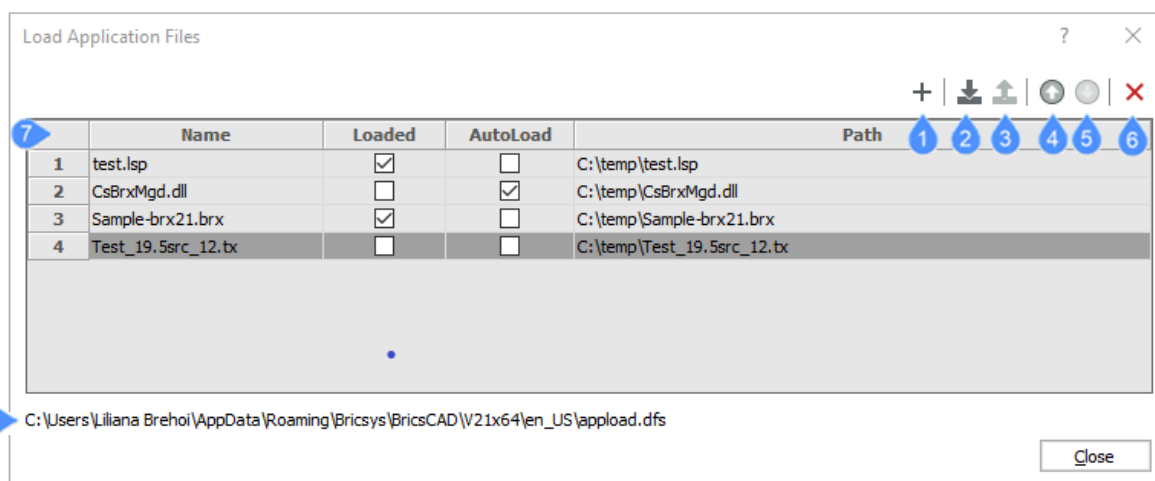 Load Application Files ?
1 2 3 4 5 6
7 Name Loaded AutoLoad Path
1 test.lsp C:\temp\test.lsp
2 CsBrxMgd.dll C:\temp\CsBrxMgd.dll
3 Sample-brx21.brx C:\temp\Sample-brx21.brx
4 Test_19.5src_12.tx C:\temp\Test_19.5src_12.tx
C:\Users\Liliana Brehoi\AppData\Roaming\Bricsys\BricsCAD\V21x64\en_US\appload.dfs
Close